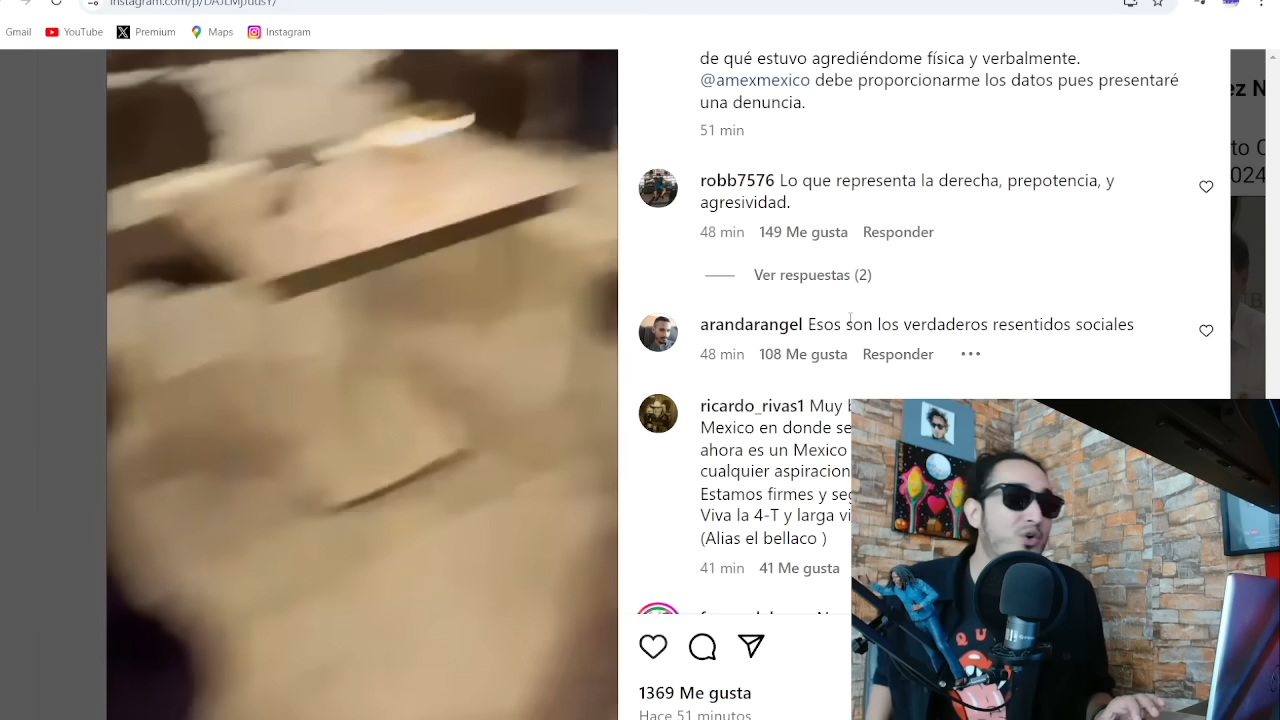 instagram.com/p/
Gmail YouTube Premium Maps Instagram
de qué estuvo agrediéndome física y verbalmente.
@amexmexico debe proporcionarme los datos pues presentaré
una denuncia.
51 min
robb7576 Lo que representa la derecha, prepotencia, y
agresividad.
48 min 149 Me gusta Responder
Ver respuestas (2)
arandarangel Esos son los verdaderos resentidos sociales
48 min 108 Me gusta Responder
ricardo_rivas1 Muy
Mexico en donde se
ahora es un Mexico
cualquier aspiracion
Estamos firmes y
Viva la 4-T y larga
(Alias el bellaco )
41 min 41 Me gusta
1369 Me gusta
Hace 51 minutos
ez N
to
024